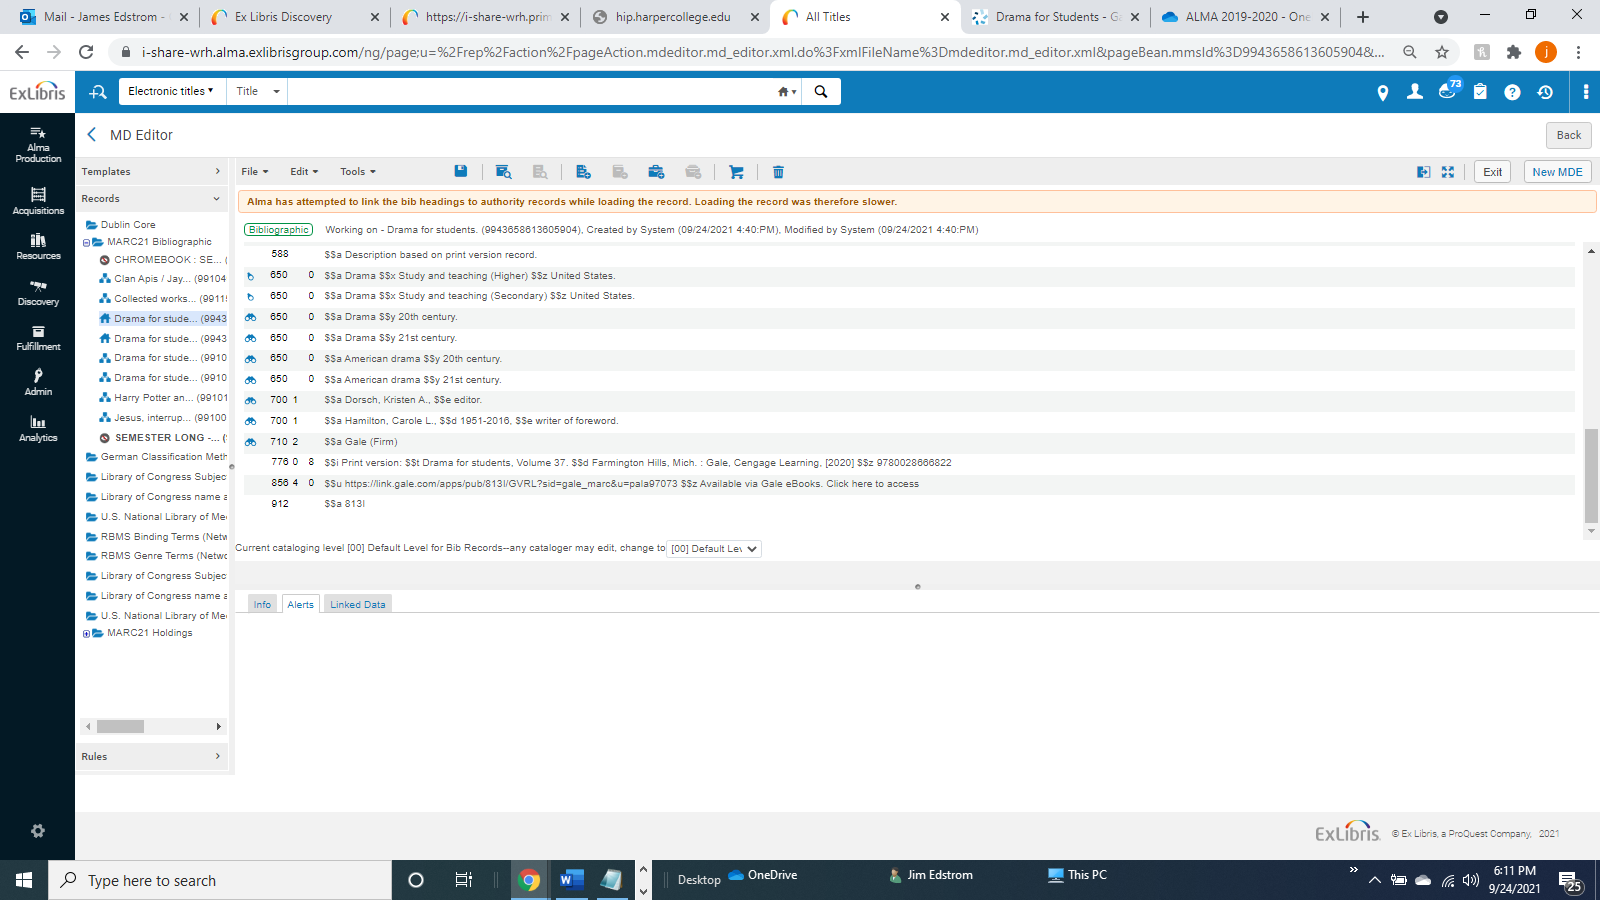 Mail - James Edstrom -
Ex Libris Discovery
https://i-share-wrh.prim
hip.harpercollege.edu
All Titles
Drama for Students - Ga
ALMA 2019-2020 - One
i-share-wrh.alma.exlibrisgroup.com/ng/page;u=%2Frep%2Faction%2FpageAction.mdeditor.md_editor.xml.do%3FxmlFileName%3Dmdeditor.md_editor.xml&pageBean.mmsId%3D9943658613605904&...
ExLibris
Electronic titles
Title
73
MD Editor
Back
Alma
Production
Acquisitions
Resources
Discovery
Fulfillment
Admin
Analytics
Templates
Records
File
Edit
Tools
Exit
New MDE
Alma has attempted to link the bib headings to authority records while loading the record. Loading the record was therefore slower.
Bibliographic
Working on - Drama for students. (9943658613605904), Created by System (09/24/2021 4:40:PM), Modified by System (09/24/2021 4:40:PM)
Dublin Core
MARC21 Bibliographic
CHROMEBOOK : SE... (
Clan Apis / Jay... (99104
Collected works... (9911
Drama for stude... (9943
Drama for stude... (9943
Drama for stude... (9910
Drama for stude... (9910
Harry Potter an... (99101
Jesus, interrup... (99100
SEMESTER LONG -... (
German Classification Meth
Library of Congress Subjec
Library of Congress name a
U.S. National Library of Me
RBMS Binding Terms (Netw
RBMS Genre Terms (Netwo
Library of Congress Subjec
Library of Congress name a
U.S. National Library of Me
MARC21 Holdings
Rules
588 $$a Description based on print version record.
650 0 $$a Drama $$x Study and teaching (Higher) $$z United States.
650 0 $$a Drama $$x Study and teaching (Secondary) $$z United States.
650 0 $$a Drama $$y 20th century.
650 0 $$a Drama $$y 21st century.
650 0 $$a American drama $$y 20th century.
650 0 $$a American drama $$y 21st century.
700 1 $$a Dorsch, Kristen A., $$e editor.
700 1 $$a Hamilton, Carole L., $$d 1951-2016, $$e writer of foreword.
710 2 $$a Gale (Firm)
776 0 8 $$i Print version: $$t Drama for students, Volume 37. $$d Farmington Hills, Mich. : Gale, Cengage Learning, [2020] $$z 9780028666822
856 4 0 $$u https://link.gale.com/apps/pub/813I/GVRL?sid=gale_marc&u=pala97073 $$z Available via Gale eBooks. Click here to access
912 $$a 813I
Current cataloging level [00] Default Level for Bib Records--any cataloger may edit, change to [00] Default Lev
Info
Alerts
Linked Data
ExLibris.
© Ex Libris, a ProQuest Company, 2021
Type here to search
Desktop
OneDrive
Jim Edstrom
This PC
6:11 PM
9/24/2021
25